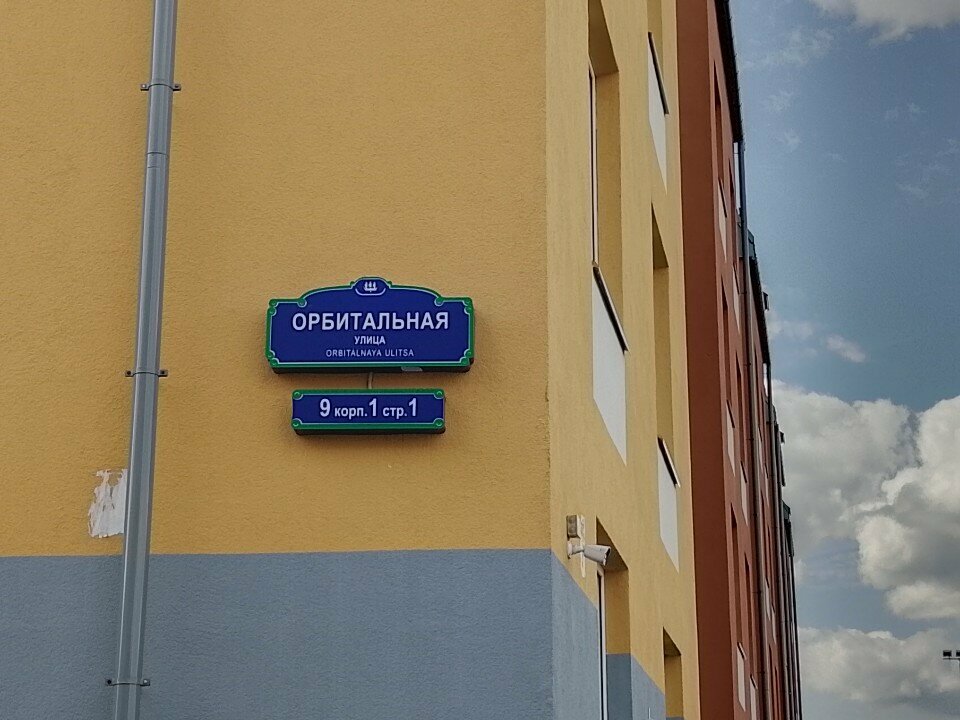 ОРБИТАЛЬНАЯ
УЛИЦА
ORBITALNAYA ULITSA
9 корп.1 стр.1